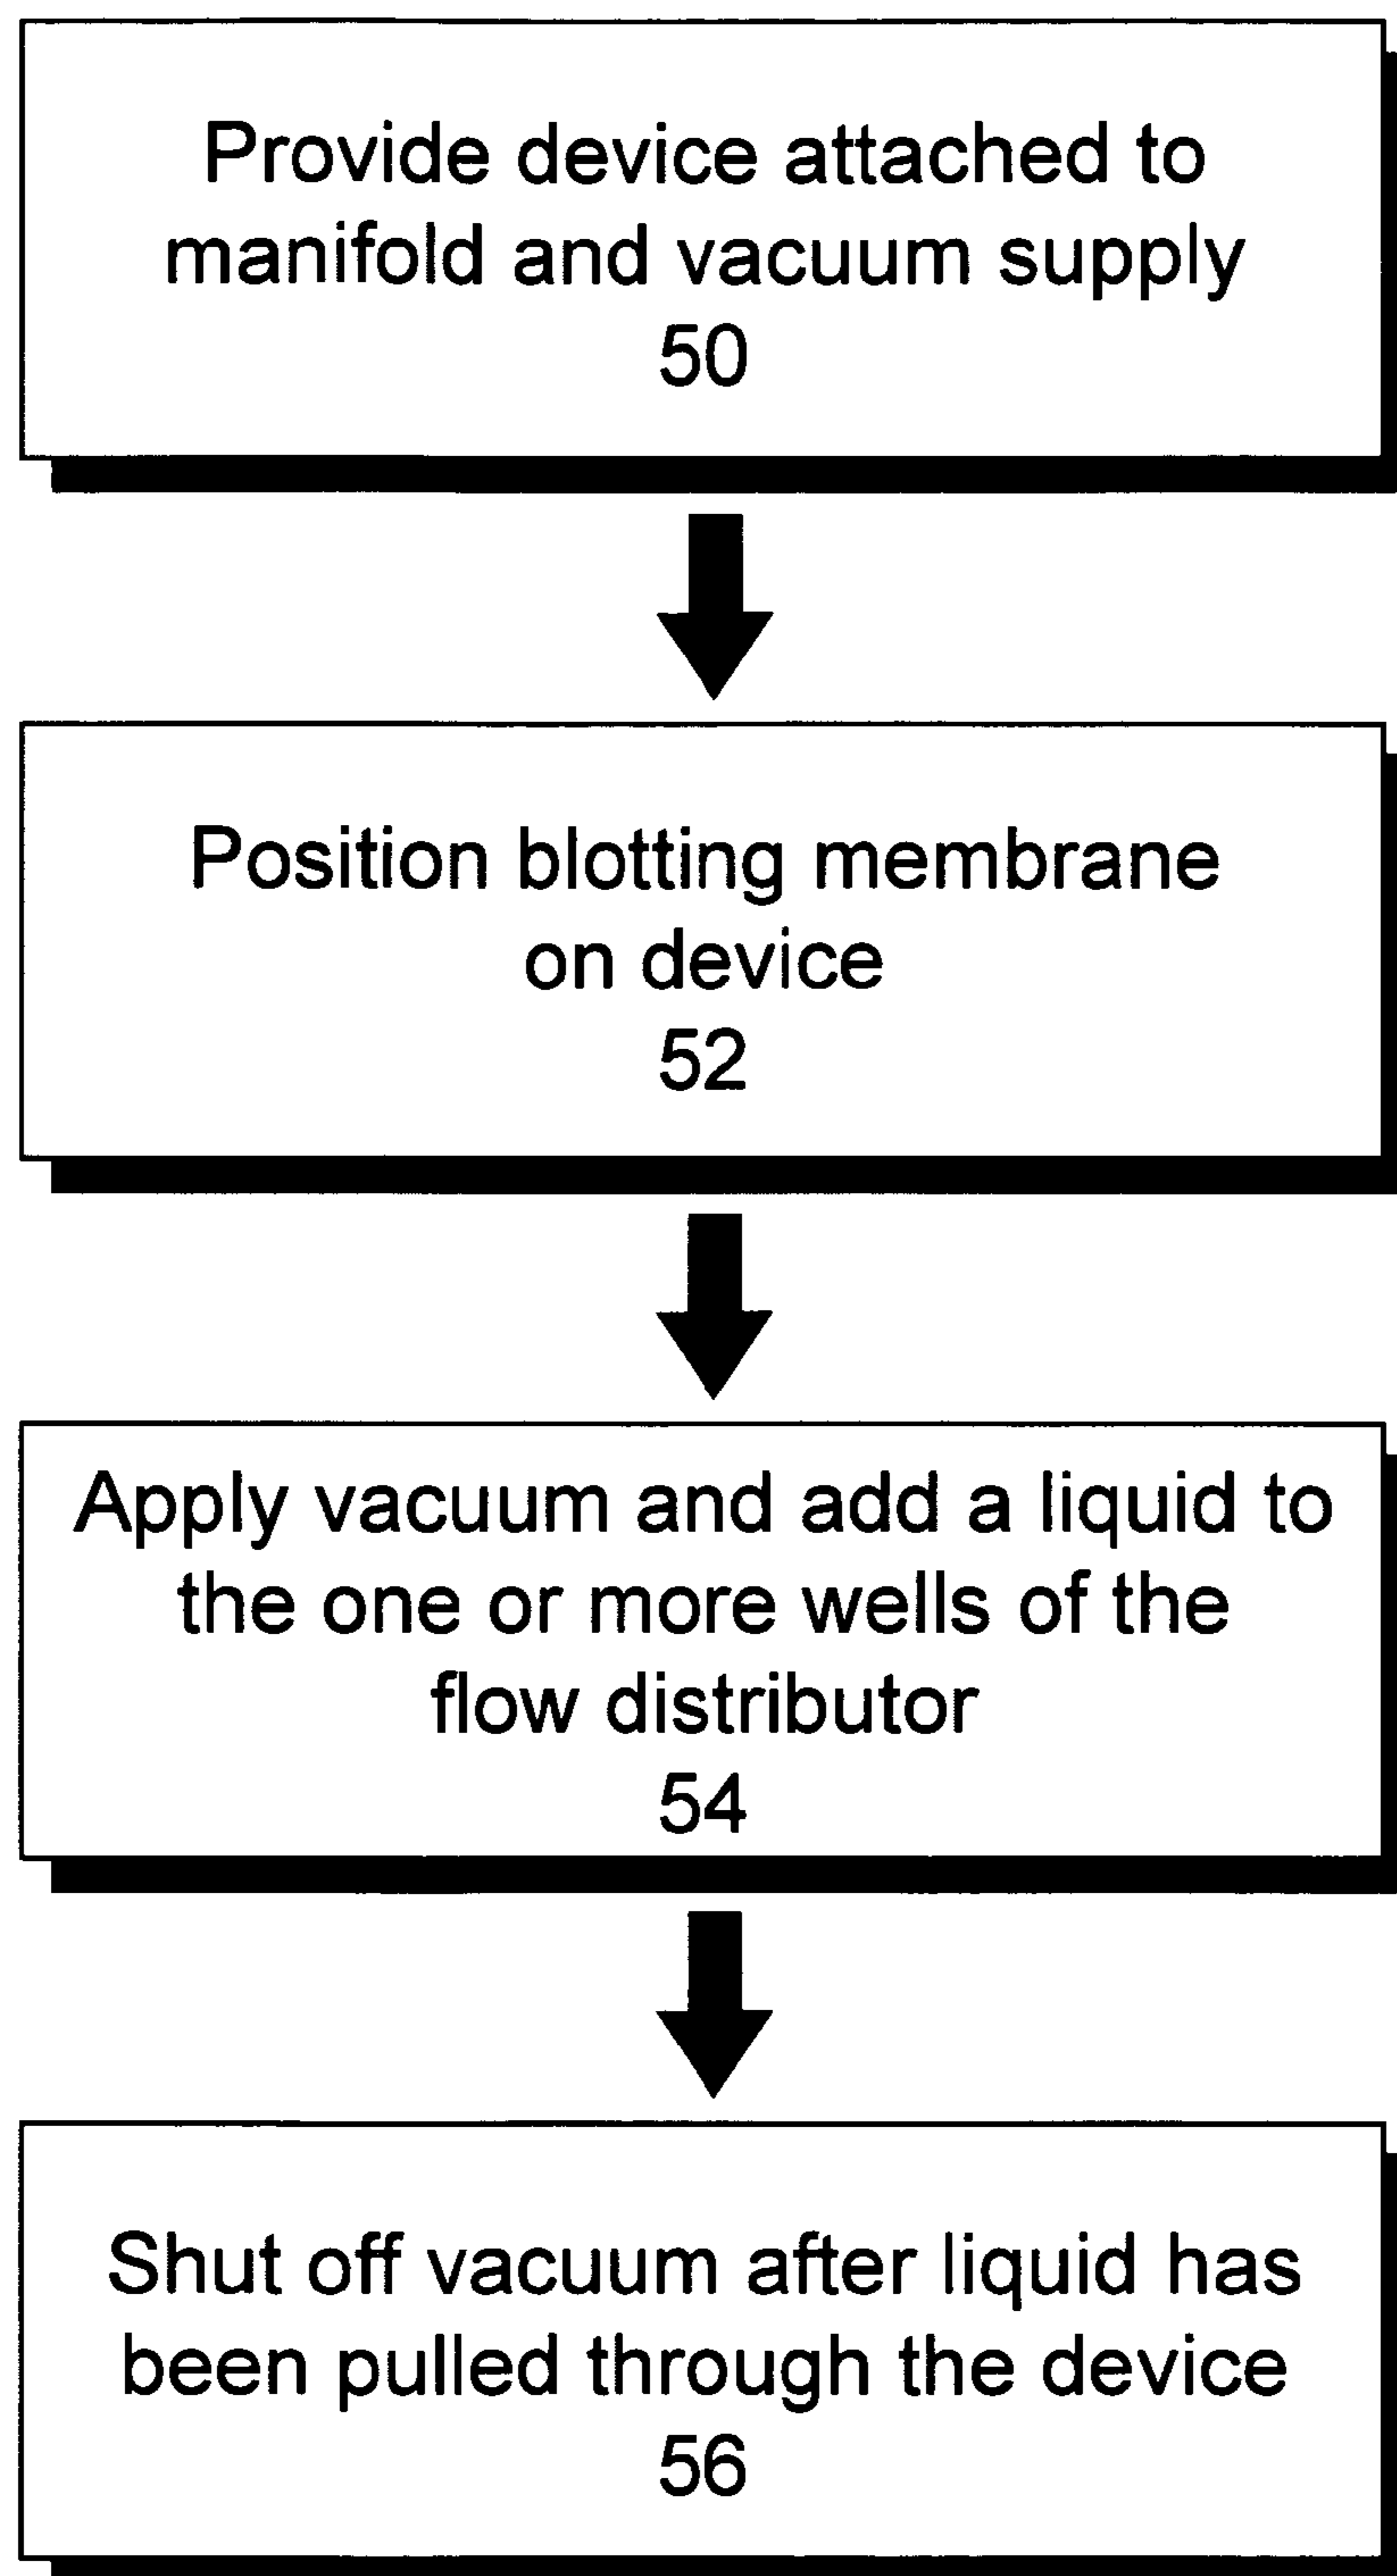 Provide device attached to
manifold and vacuum supply
50
Position blotting membrane
on device
52
Apply vacuum and add a liquid to
the one or more wells of the
flow distributor
54
Shut off vacuum after liquid has
been pulled through the device
56